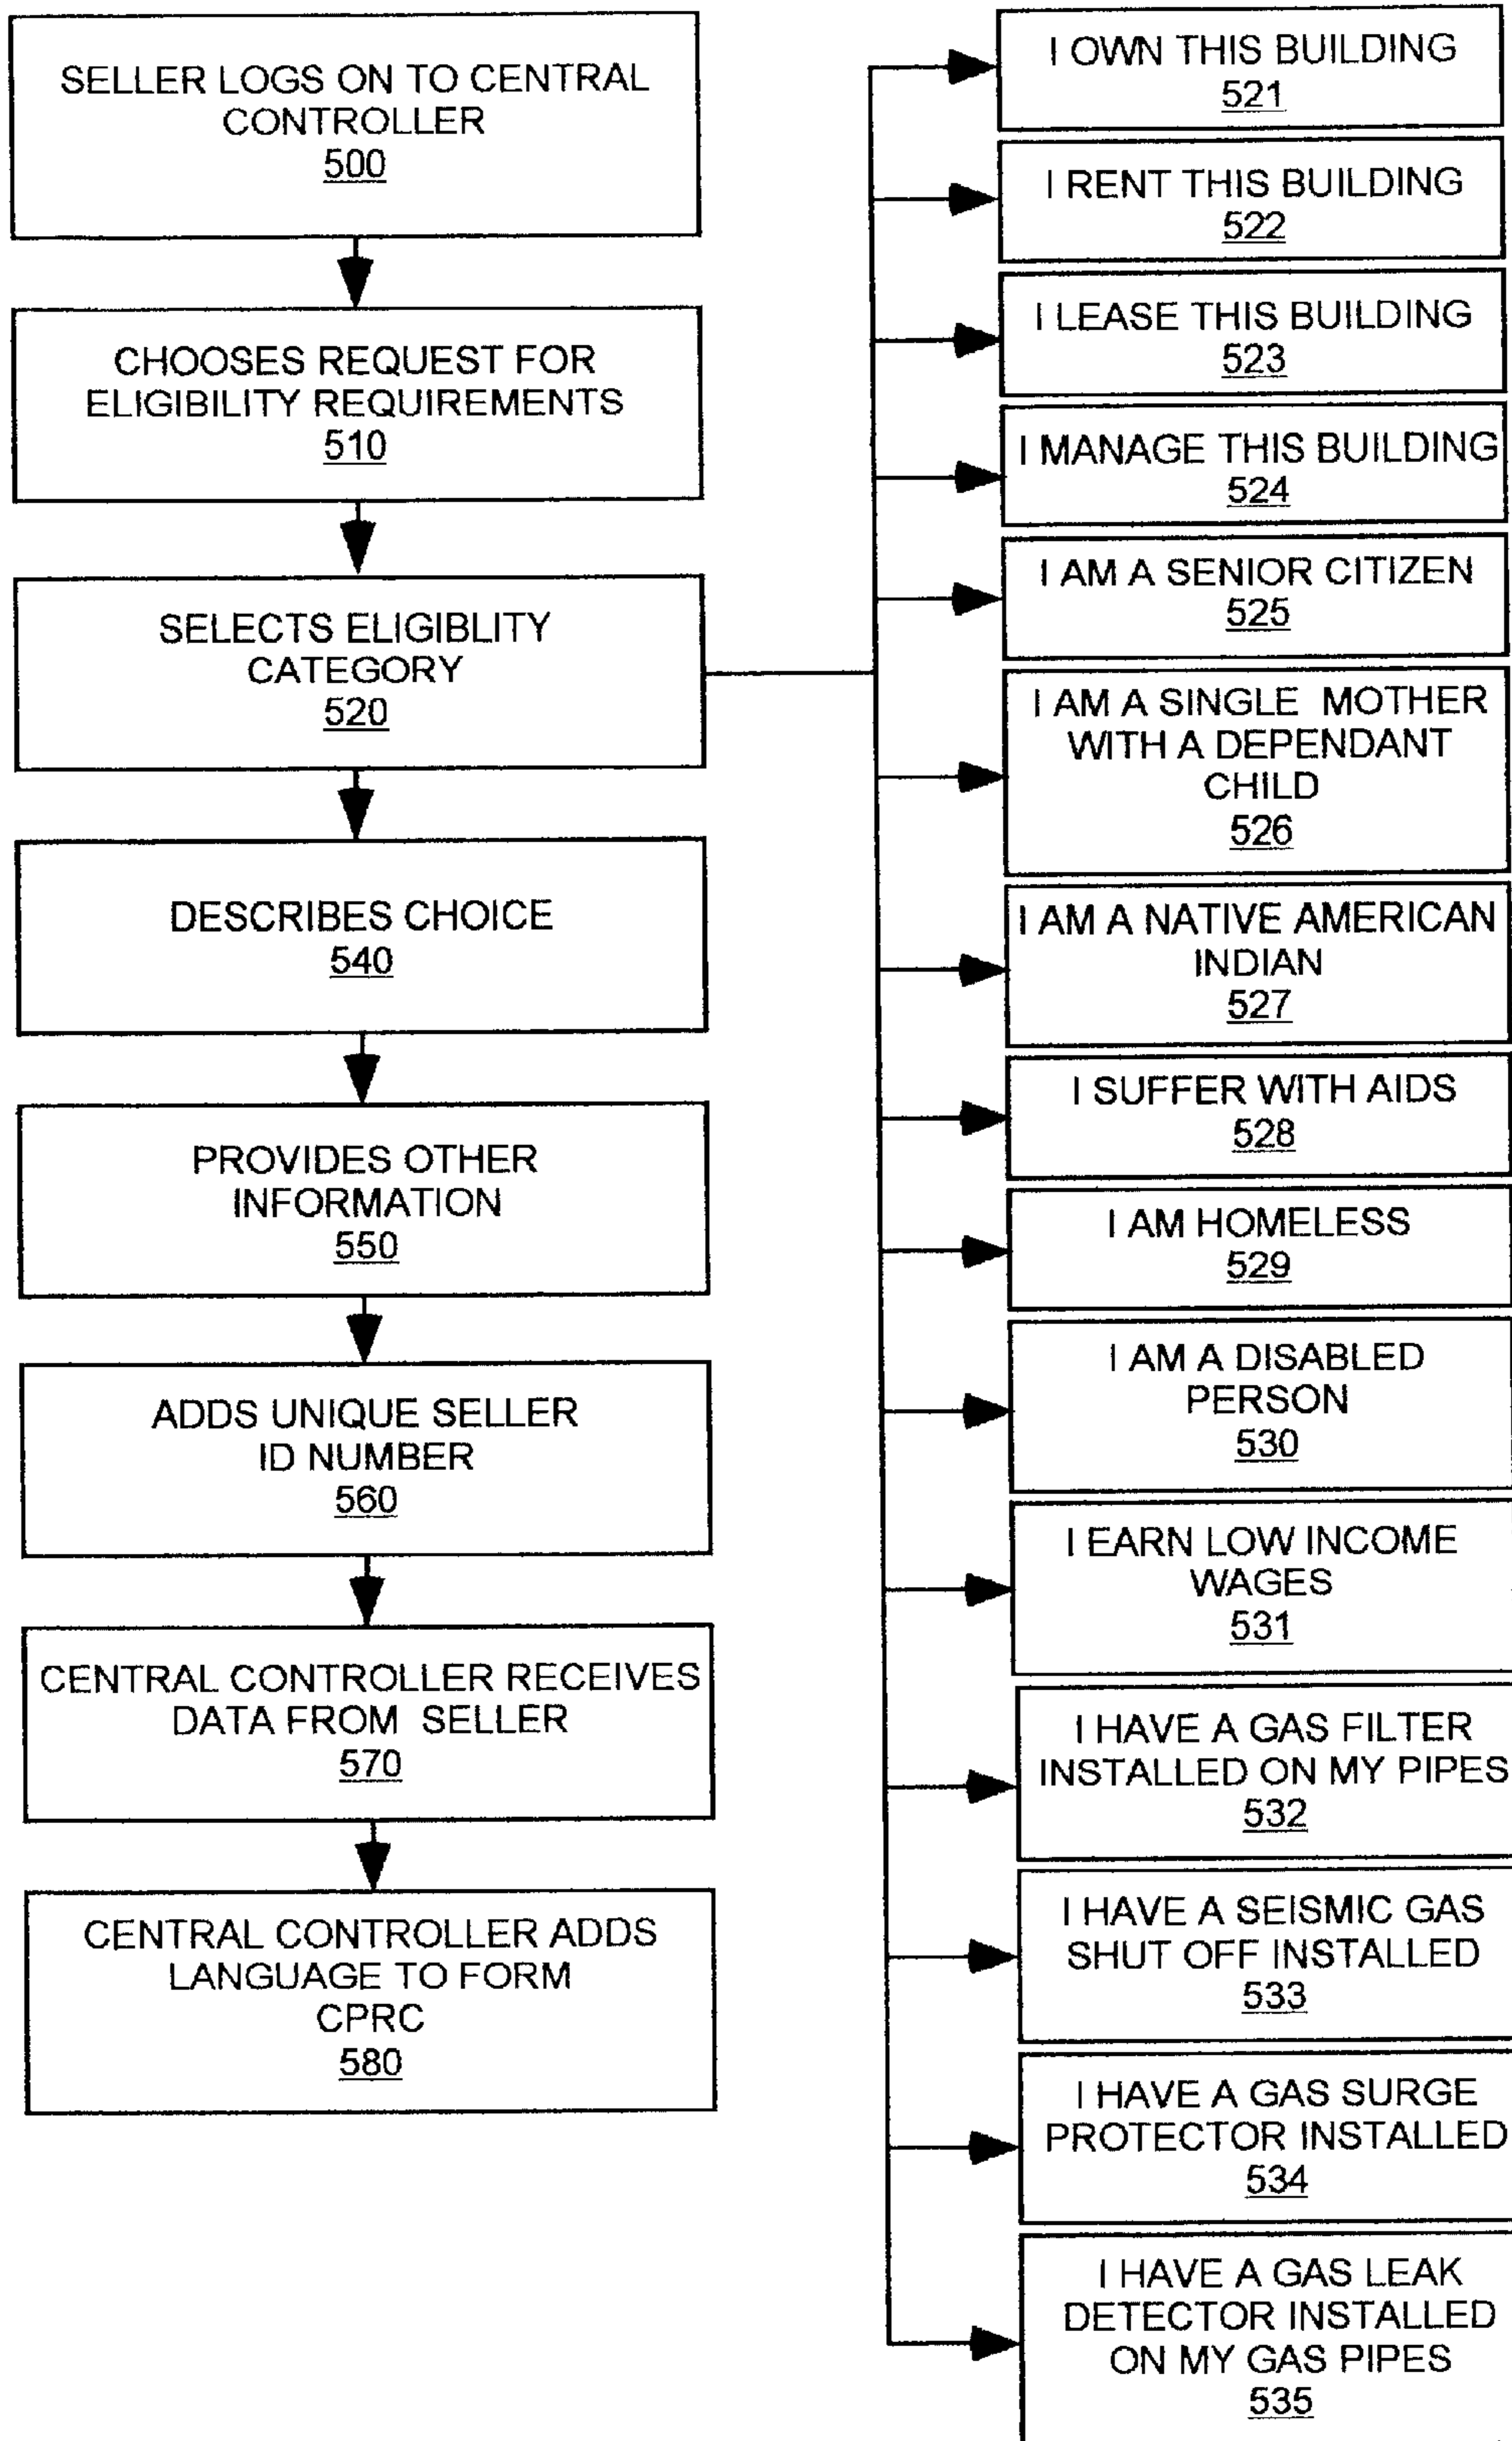 SELLER LOGS ON TO CENTRAL
CONTROLLER
500
CHOOSES REQUEST FOR
ELIGIBILITY REQUIREMENTS
510
SELECTS ELIGIBLITY
CATEGORY
520
DESCRIBES CHOICE
540
PROVIDES OTHER
INFORMATION
550
ADDS UNIQUE SELLER
ID NUMBER
560
CENTRAL CONTROLLER RECEIVES
DATA FROM SELLER
570
CENTRAL CONTROLLER ADDS
LANGUAGE TO FORM
CPRC
580
I OWN THIS BUILDING
521
I RENT THIS BUILDING
522
I LEASE THIS BUILDING
523
I MANAGE THIS BUILDING
524
I AM A SENIOR CITIZEN
525
I AM A SINGLE MOTHER
WITH A DEPENDANT
CHILD
526
I AM A NATIVE AMERICAN
INDIAN
527
I SUFFER WITH AIDS
528
I AM HOMELESS
529
I AM A DISABLED
PERSON
530
I EARN LOW INCOME
WAGES
531
I HAVE A GAS FILTER
INSTALLED ON MY PIPES
532
I HAVE A SEISMIC GAS
SHUT OFF INSTALLED
533
I HAVE A GAS SURGE
PROTECTOR INSTALLED
534
I HAVE A GAS LEAK
DETECTOR INSTALLED
ON MY GAS PIPES
535